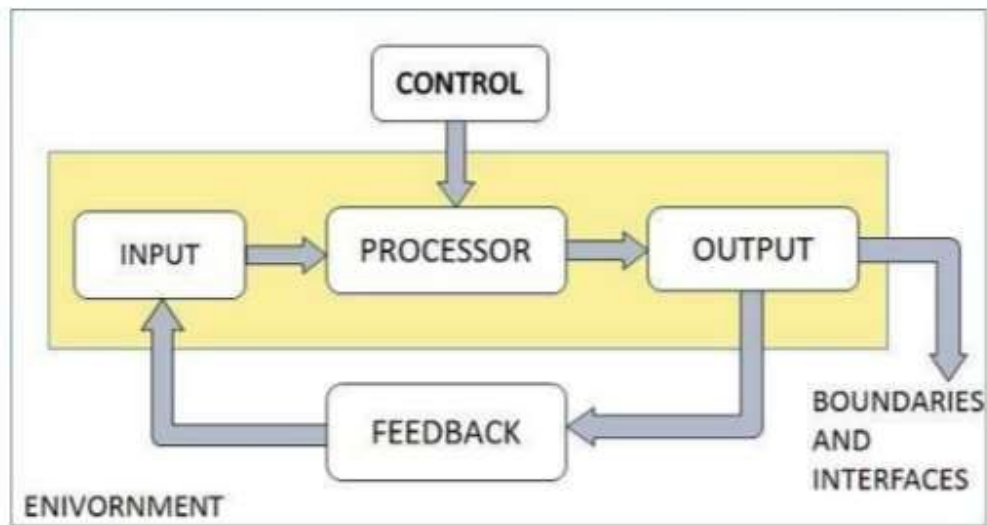 CONTROL
INPUT
PROCESSOR
OUTPUT
FEEDBACK
BOUNDARIES
AND
INTERFACES
ENIVORNMENT